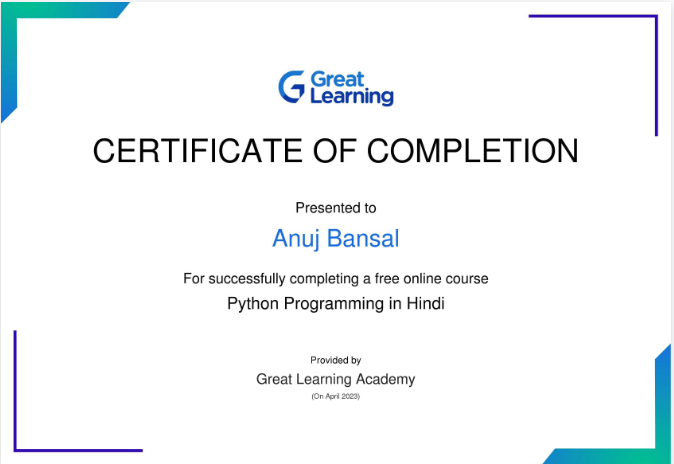 Great
Learning
CERTIFICATE OF COMPLETION
Presented to
Anuj Bansal
For successfully completing a free online course
Python Programming in Hindi
Provided by
Great Learning Academy
(On April 2023)